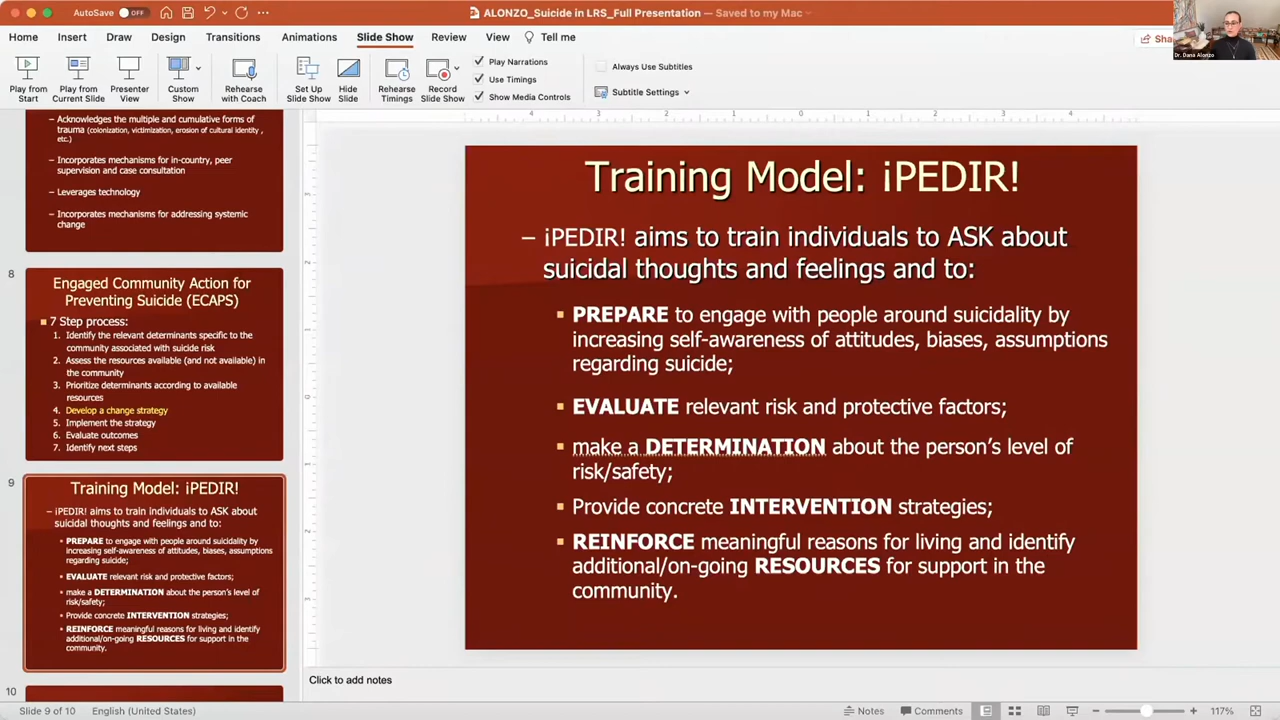 AutoSave OFF
ALONZO_Suicide in LRS_Full Presentation — Saved to my Mac
Home Insert Draw Design Transitions Animations Slide Show Review View Tell me
Play from Start
Play from Current Slide
Presenter View
Custom Show
Rehearse with Coach
Set Up Slide Show
Hide Slide
Rehearse Timings
Record Slide Show
Play Narrations
Use Timings
Show Media Controls
Always Use Subtitles
Subtitle Settings
Dr. Dana Alonzo
– Acknowledges the multiple and cumulative forms of
trauma (colonization, victimization, erosion of cultural identity ,
etc.)
– Incorporates mechanisms for in-country, peer
supervision and case consultation
– Leverages technology
– Incorporates mechanisms for addressing systemic
change
8
Engaged Community Action for
Preventing Suicide (ECAPS)
7 Step process:
1. Identify the relevant determinants specific to the
community associated with suicide risk
2. Assess the resources available (and not available) in
the community
3. Prioritize determinants according to available
resources
4. Develop a change strategy
5. Implement the strategy
6. Evaluate outcomes
7. Identify next steps
9
Training Model: ¡PEDIR!
– ¡PEDIR! aims to train individuals to ASK about
suicidal thoughts and feelings and to:
PREPARE to engage with people around suicidality by
increasing self-awareness of attitudes, biases, assumptions
regarding suicide;
EVALUATE relevant risk and protective factors;
make a DETERMINATION about the person's level of
risk/safety;
Provide concrete INTERVENTION strategies;
REINFORCE meaningful reasons for living and identify
additional/on-going RESOURCES for support in the
community.
10
Training Model: ¡PEDIR!
– ¡PEDIR! aims to train individuals to ASK about
suicidal thoughts and feelings and to:
PREPARE to engage with people around suicidality by
increasing self-awareness of attitudes, biases, assumptions
regarding suicide;
EVALUATE relevant risk and protective factors;
make a DETERMINATION about the person's level of
risk/safety;
Provide concrete INTERVENTION strategies;
REINFORCE meaningful reasons for living and identify
additional/on-going RESOURCES for support in the
community.
Click to add notes
Slide 9 of 10 English (United States) Notes Comments 117%